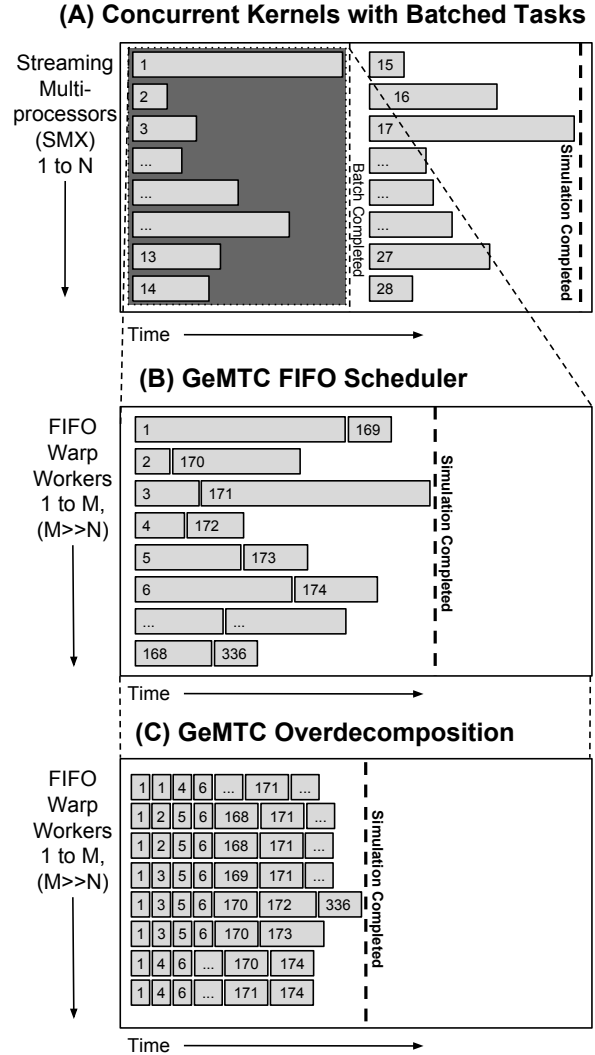 (A) Concurrent Kernels with Batched Tasks
Streaming
Multi-
processors
(SMX)
1 to N
1
2
3
...
...
...
13
14
Batch Completed
15
16
17
...
...
...
27
28
Simulation Completed
Time
(B) GeMTC FIFO Scheduler
FIFO
Warp
Workers
1 to M,
(M>>N)
1 169
2 170
3 171
4 172
5 173
6 174
... ...
168 336
Simulation Completed
Time
(C) GeMTC Overdecomposition
FIFO
Warp
Workers
1 to M,
(M>>N)
1 1 4 6 ... 171 ...
1 2 5 6 168 171 ...
1 2 5 6 168 171 ...
1 3 5 6 169 171 ...
1 3 5 6 170 172 336
1 3 5 6 170 173
1 4 6 ... 170 174
1 4 6 ... 171 174
Simulation Completed
Time